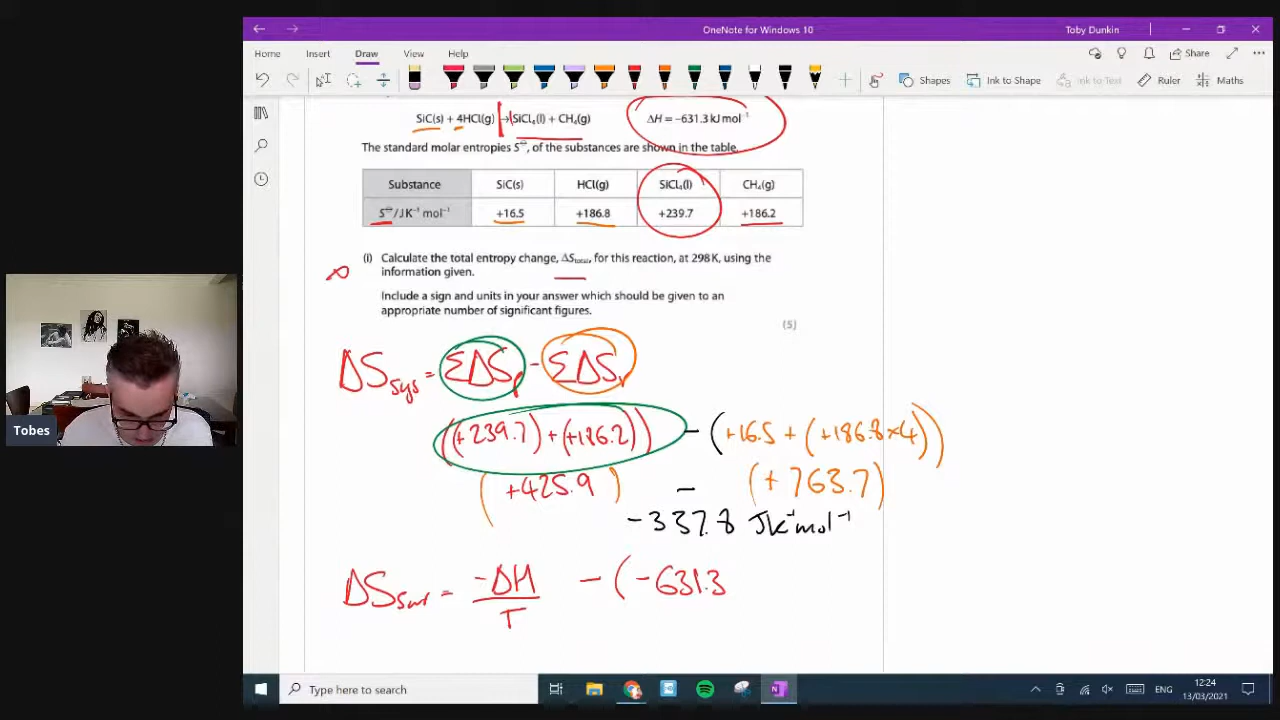 OneNote for Windows 10
Toby Dunkin
Home Insert Draw View Help
Share
Shapes Ink to Shape Ink to Text Ruler Maths
SiC(s) + 4HCl(g) → SiCl₄(l) + CH₄(g) ΔH = −631.3 kJ mol⁻¹
The standard molar entropies S⦵, of the substances are shown in the table.
Substance SiC(s) HCl(g) SiCl₄(l) CH₄(g)
S⦵/J K⁻¹ mol⁻¹ +16.5 +186.8 +239.7 +186.2
(i) Calculate the total entropy change, ΔStotal, for this reaction, at 298 K, using the
information given.
Include a sign and units in your answer which should be given to an
appropriate number of significant figures.
(5)
ΔSsys = ΣΔSp - ΣΔSr
((+239.7) + (+186.2)) - (+16.5 + (+186.8×4))
(+425.9) - (+763.7)
-337.8 JK⁻¹mol⁻¹
ΔSsurr = -ΔH/T - (-631.3
Tobes
Type here to search
ENG
12:24
13/03/2021